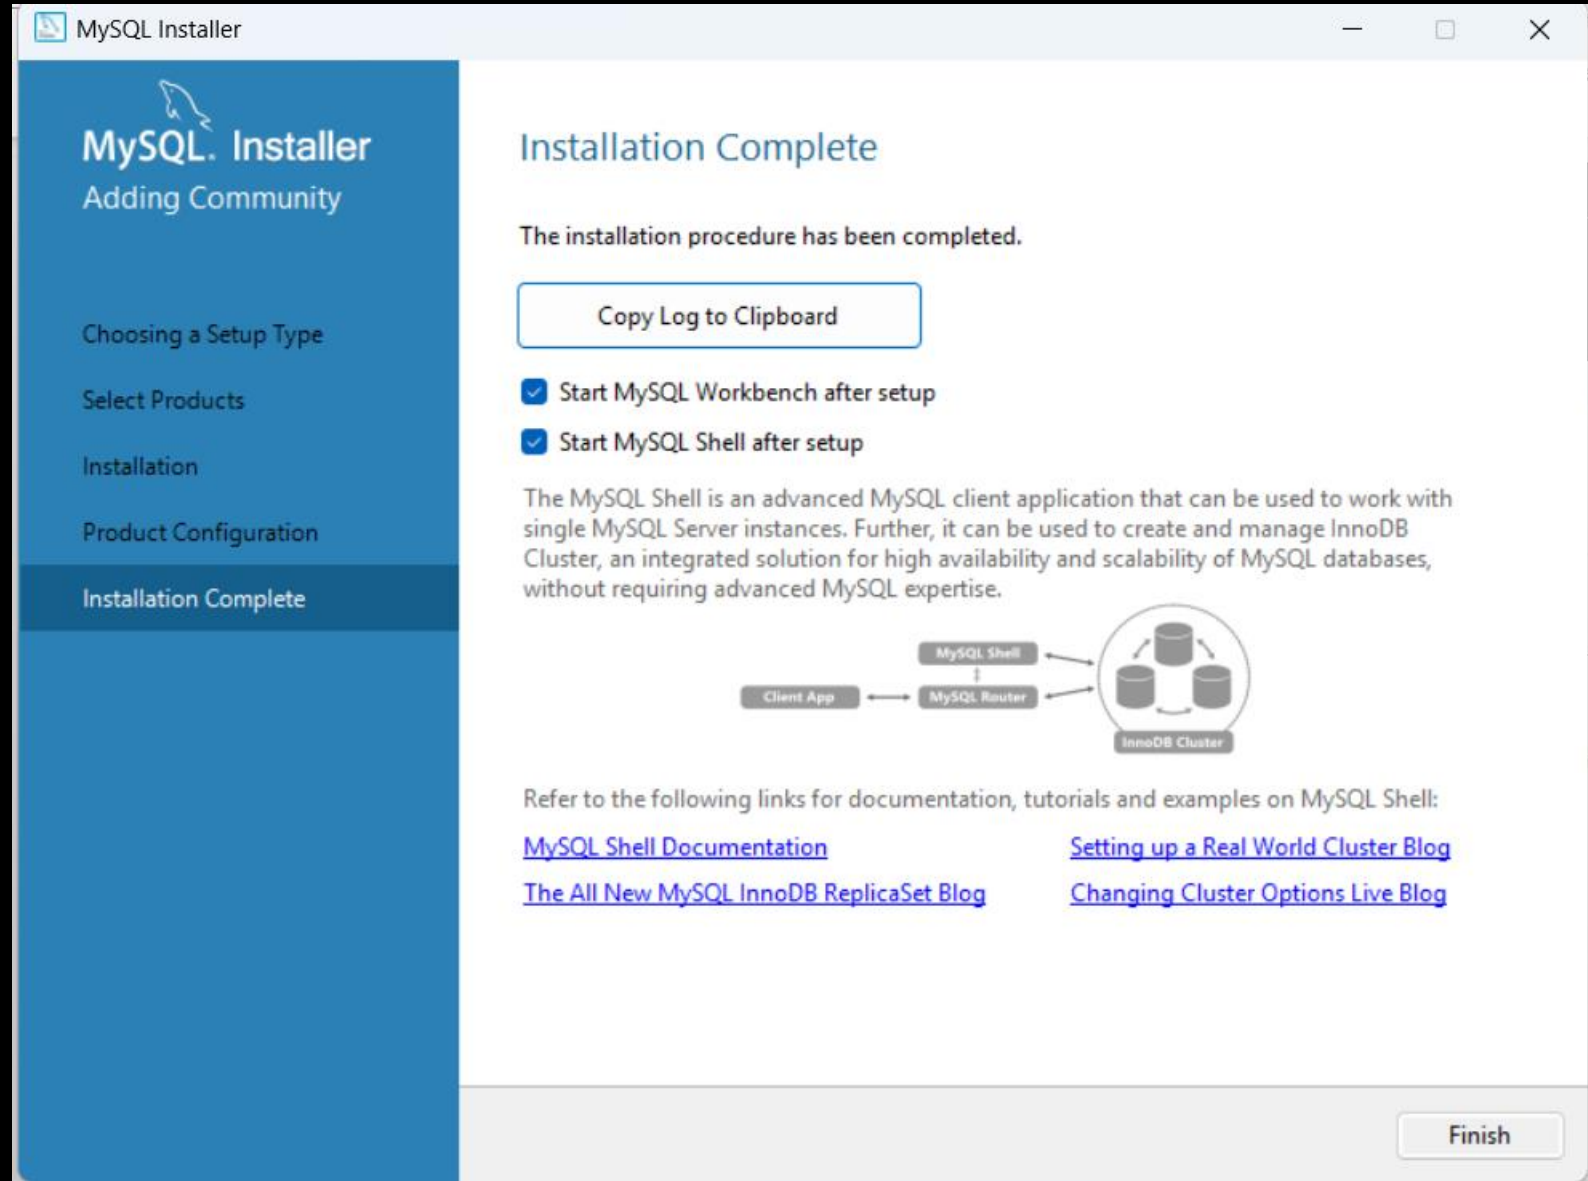 MySQL Installer
MySQL. Installer
Adding Community
Choosing a Setup Type
Select Products
Installation
Product Configuration
Installation Complete
Installation Complete
The installation procedure has been completed.
Copy Log to Clipboard
Start MySQL Workbench after setup
Start MySQL Shell after setup
The MySQL Shell is an advanced MySQL client application that can be used to work with
single MySQL Server instances. Further, it can be used to create and manage InnoDB
Cluster, an integrated solution for high availability and scalability of MySQL databases,
without requiring advanced MySQL expertise.
MySQL Shell
Client App
MySQL Router
InnoDB Cluster
Refer to the following links for documentation, tutorials and examples on MySQL Shell:
MySQL Shell Documentation
Setting up a Real World Cluster Blog
The All New MySQL InnoDB ReplicaSet Blog
Changing Cluster Options Live Blog
Finish